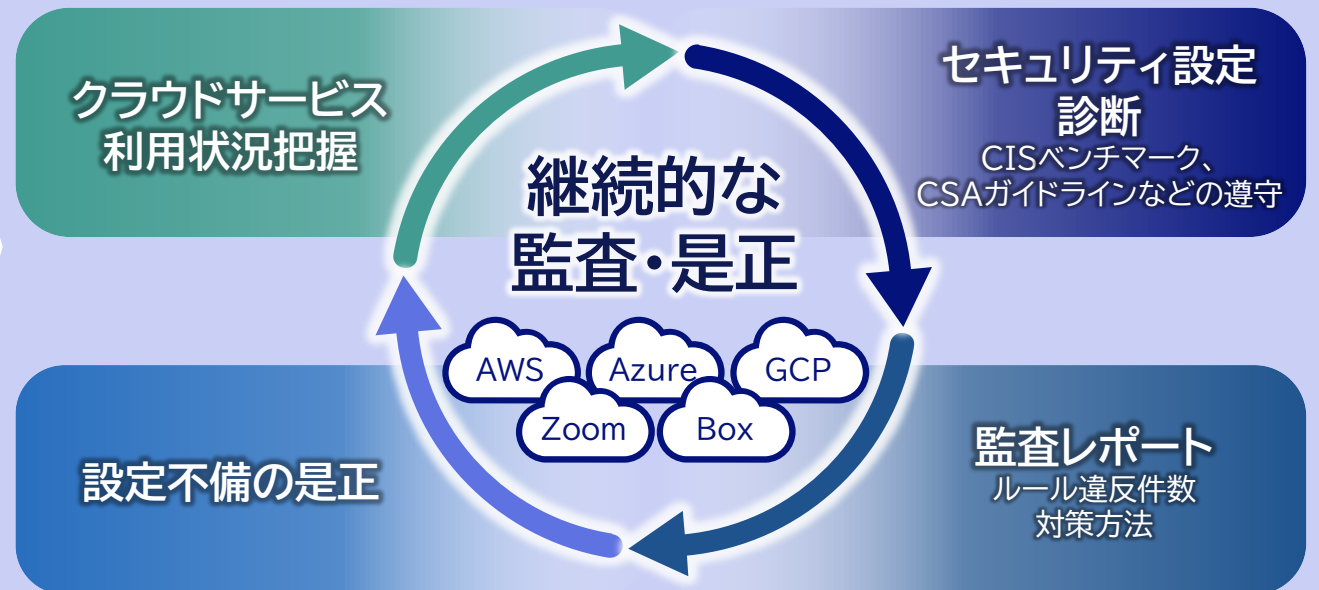 クラウドサービス
利用状況把握
セキュリティ設定
診断
CISベンチマーク、
CSAガイドラインなどの遵守
継続的な
監査・是正
AWS
Azure
GCP
Zoom
Box
設定不備の是正
監査レポート
ルール違反件数
対策方法